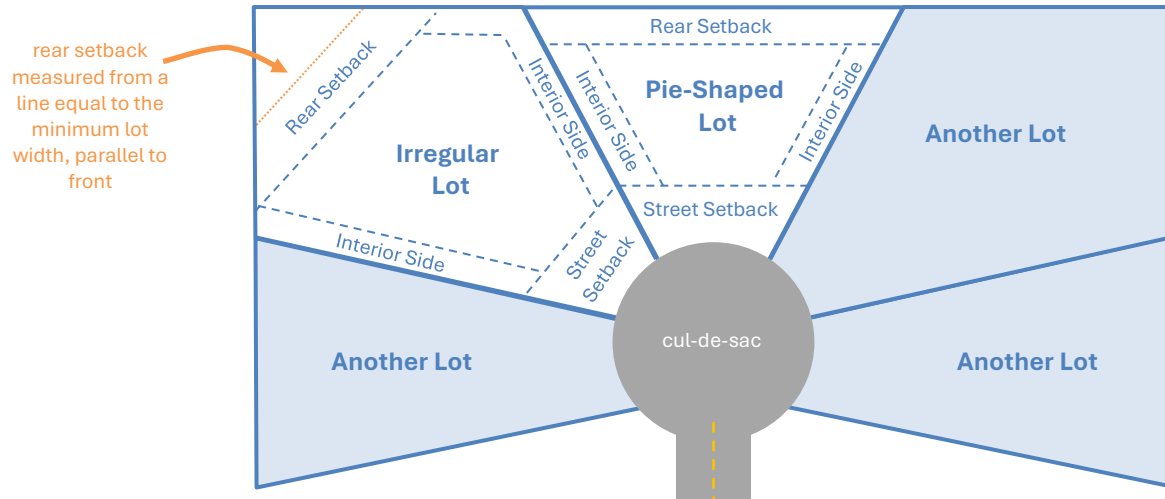 rear setback
measured from a
line equal to the
minimum lot
width, parallel to
front
Rear Setback
Interior Side
Irregular
Lot
Interior Side
Street
Setback
Rear Setback
Interior Side
Pie-Shaped
Lot
Interior Side
Street Setback
Another Lot
Another Lot
cul-de-sac
Another Lot